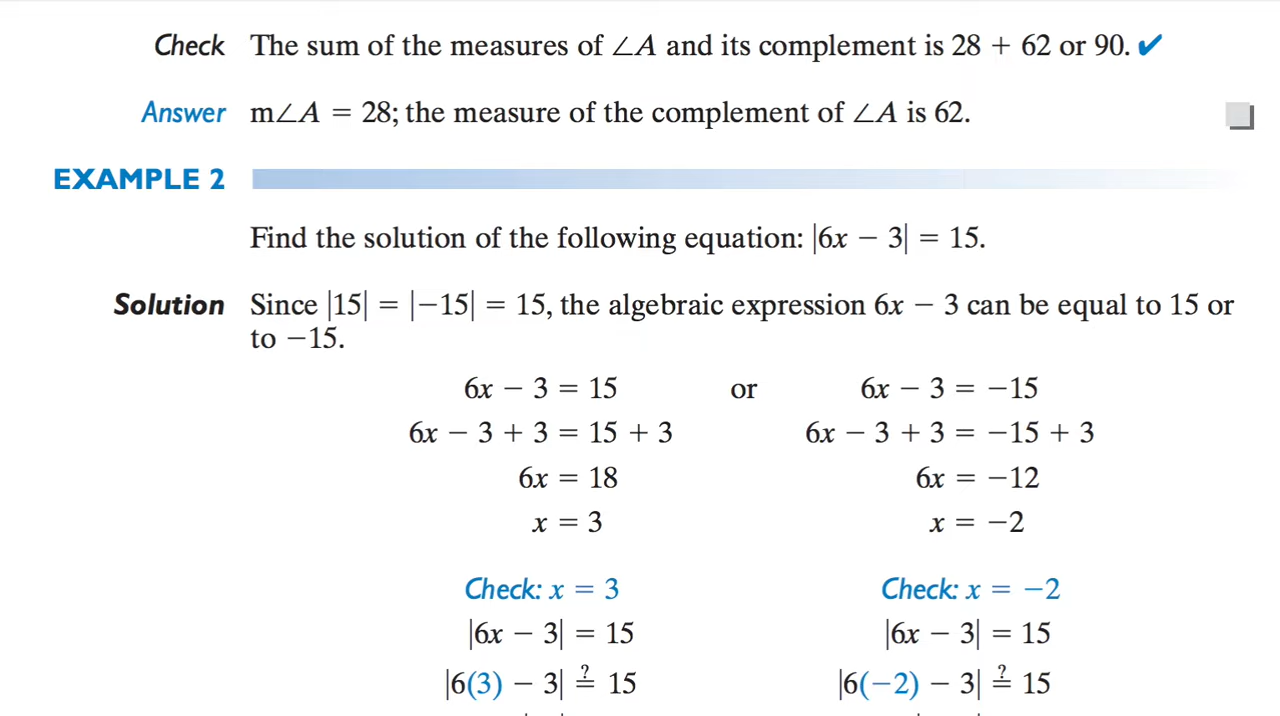 Check The sum of the measures of ∠A and its complement is 28 + 62 or 90. ✔
Answer m∠A = 28; the measure of the complement of ∠A is 62.
EXAMPLE 2
Find the solution of the following equation: |6x − 3| = 15.
Solution Since |15| = |−15| = 15, the algebraic expression 6x − 3 can be equal to 15 or
to −15.
6x − 3 = 15 or 6x − 3 = −15
6x − 3 + 3 = 15 + 3 6x − 3 + 3 = −15 + 3
6x = 18 6x = −12
x = 3 x = −2
Check: x = 3 Check: x = −2
|6x − 3| = 15 |6x − 3| = 15
|6(3) − 3| ≟ 15 |6(−2) − 3| ≟ 15